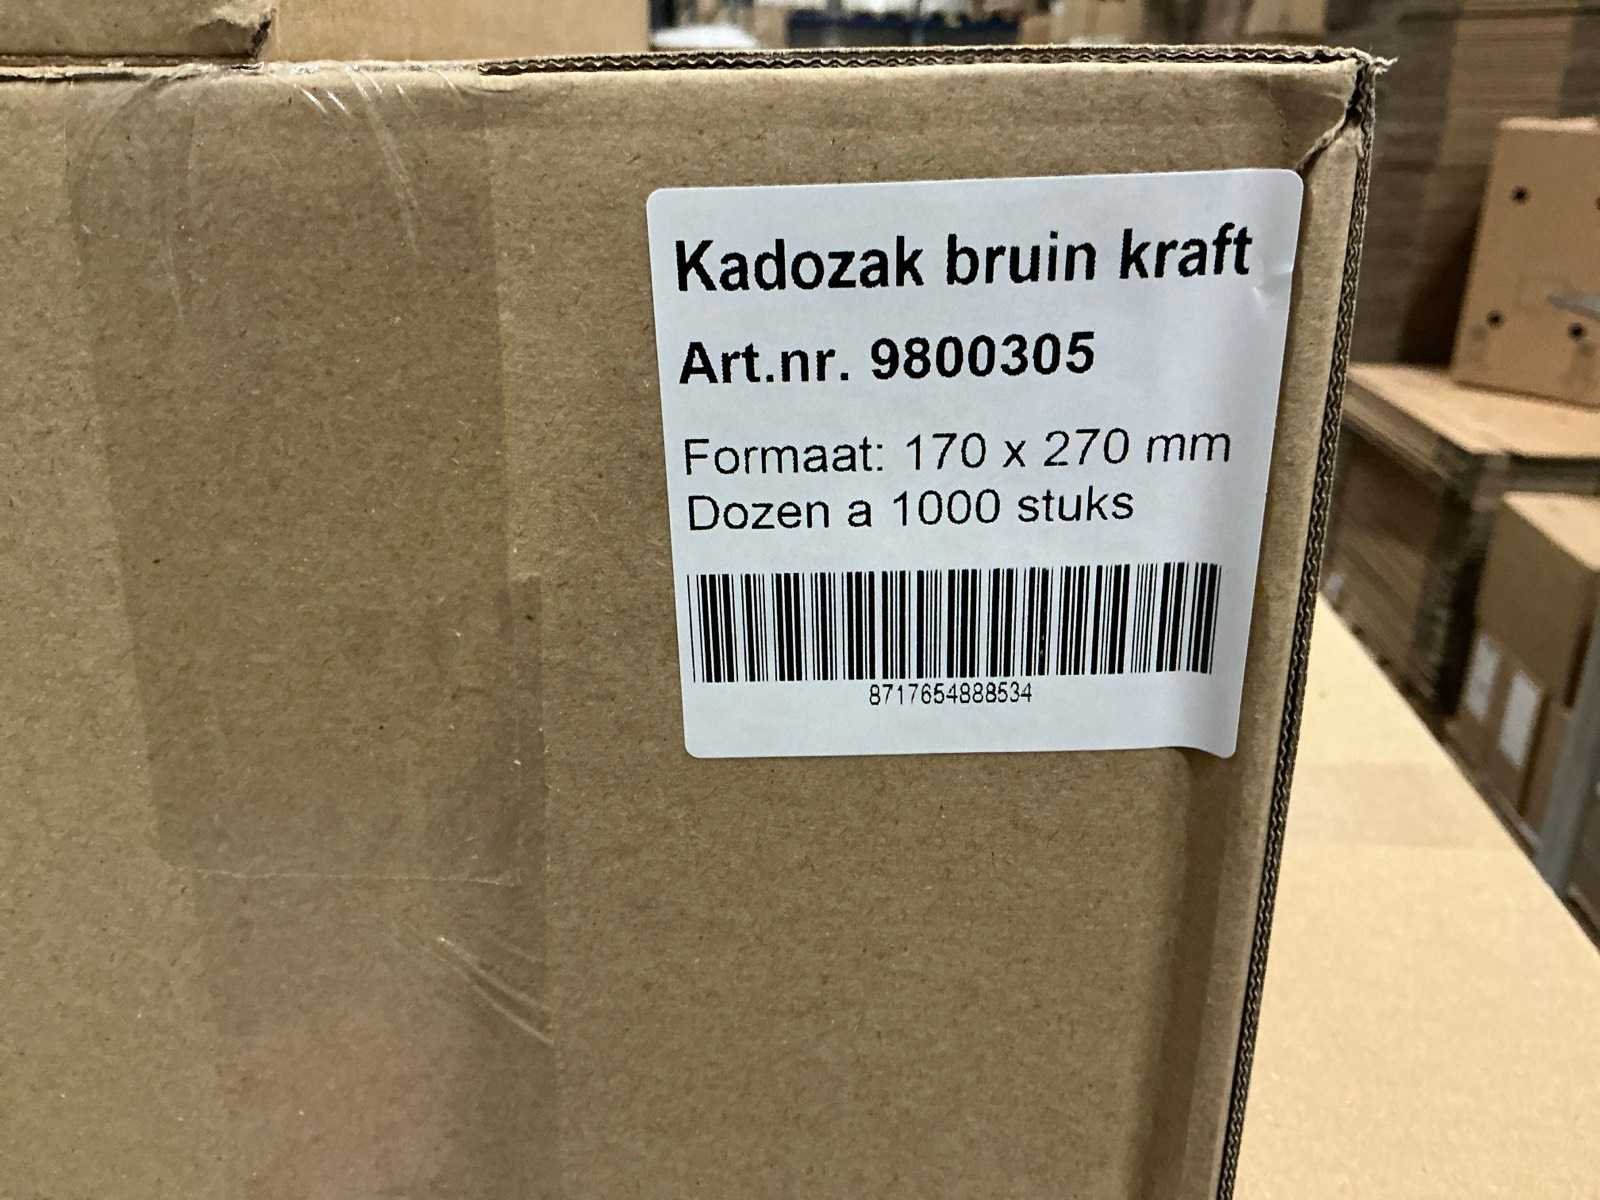 Kadozak bruin kraft
Art.nr. 9800305
Formaat: 170 x 270 mm
Dozen a 1000 stuks
8717654888534